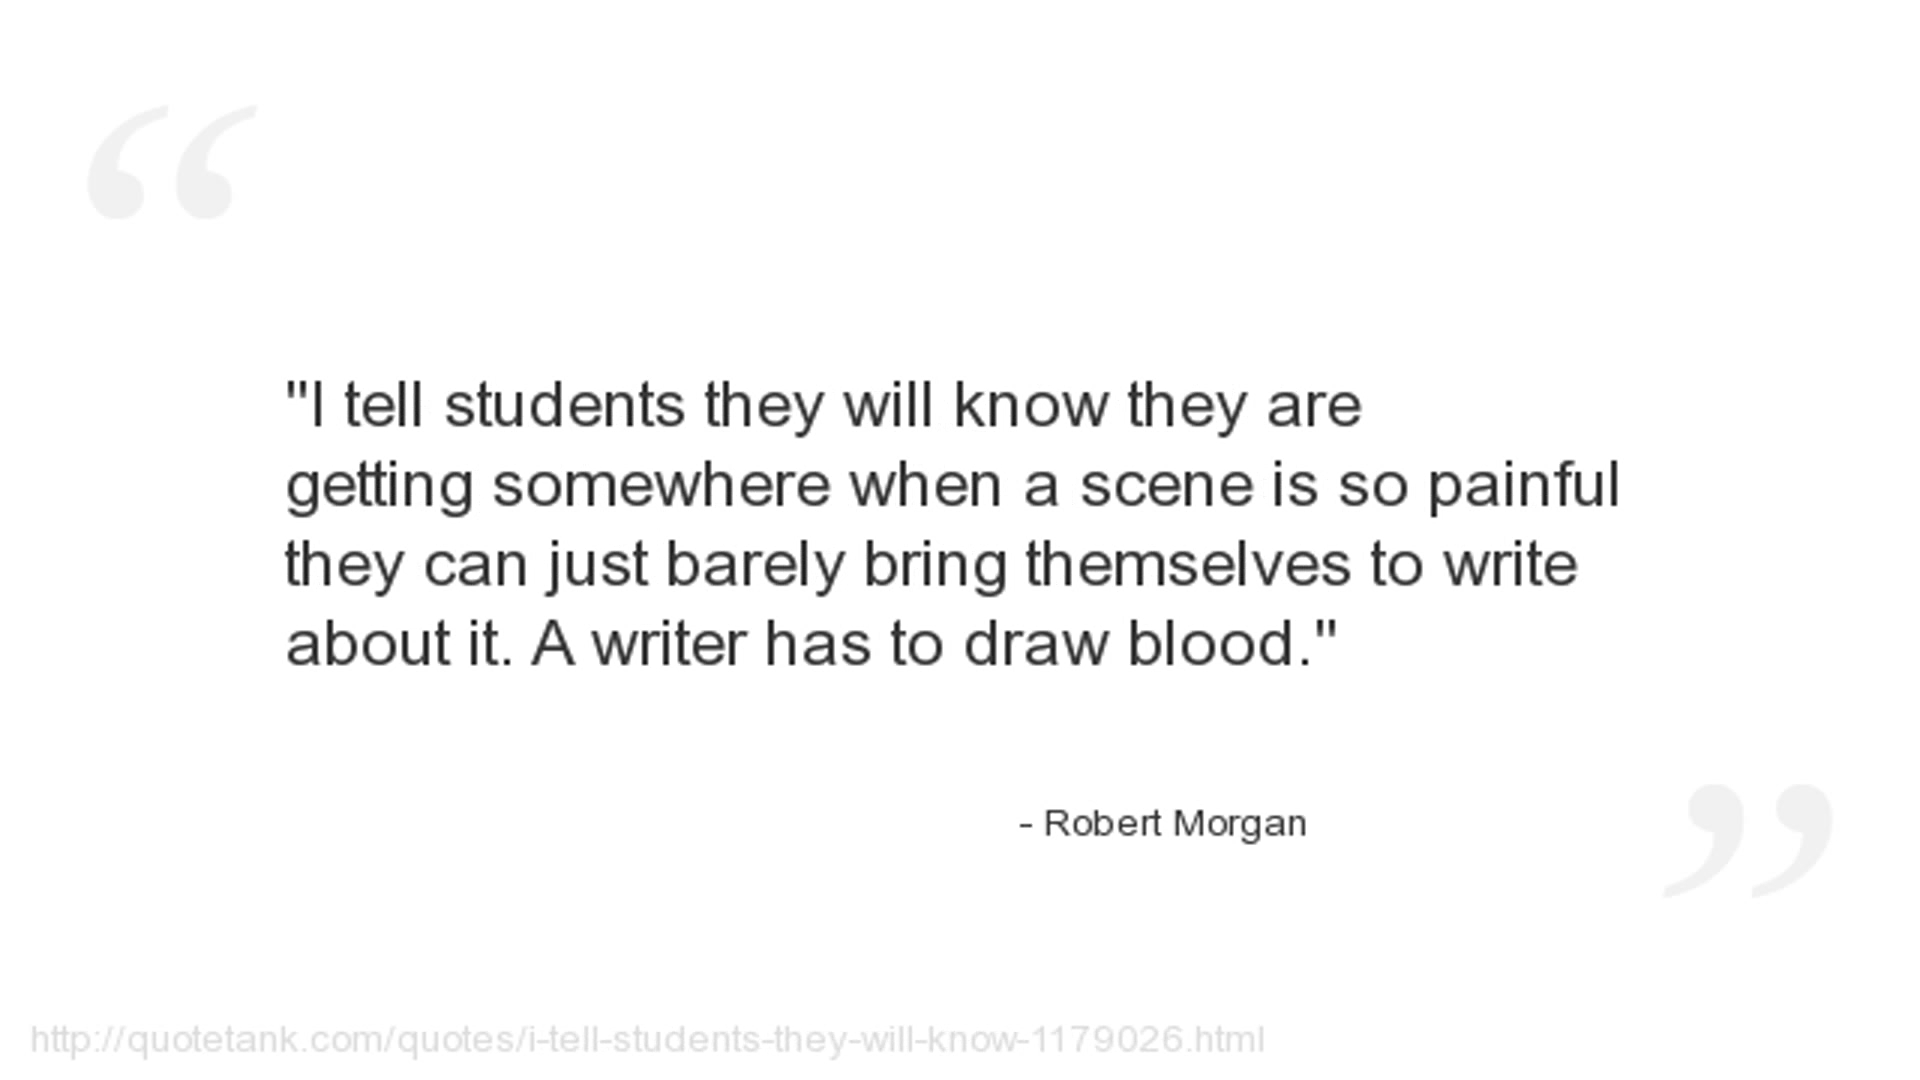 "I tell students they will know they are
getting somewhere when a scene is so painful
they can just barely bring themselves to write
about it. A writer has to draw blood."
- Robert Morgan
http://quotetank.com/quotes/i-tell-students-they-will-know-1179026.html